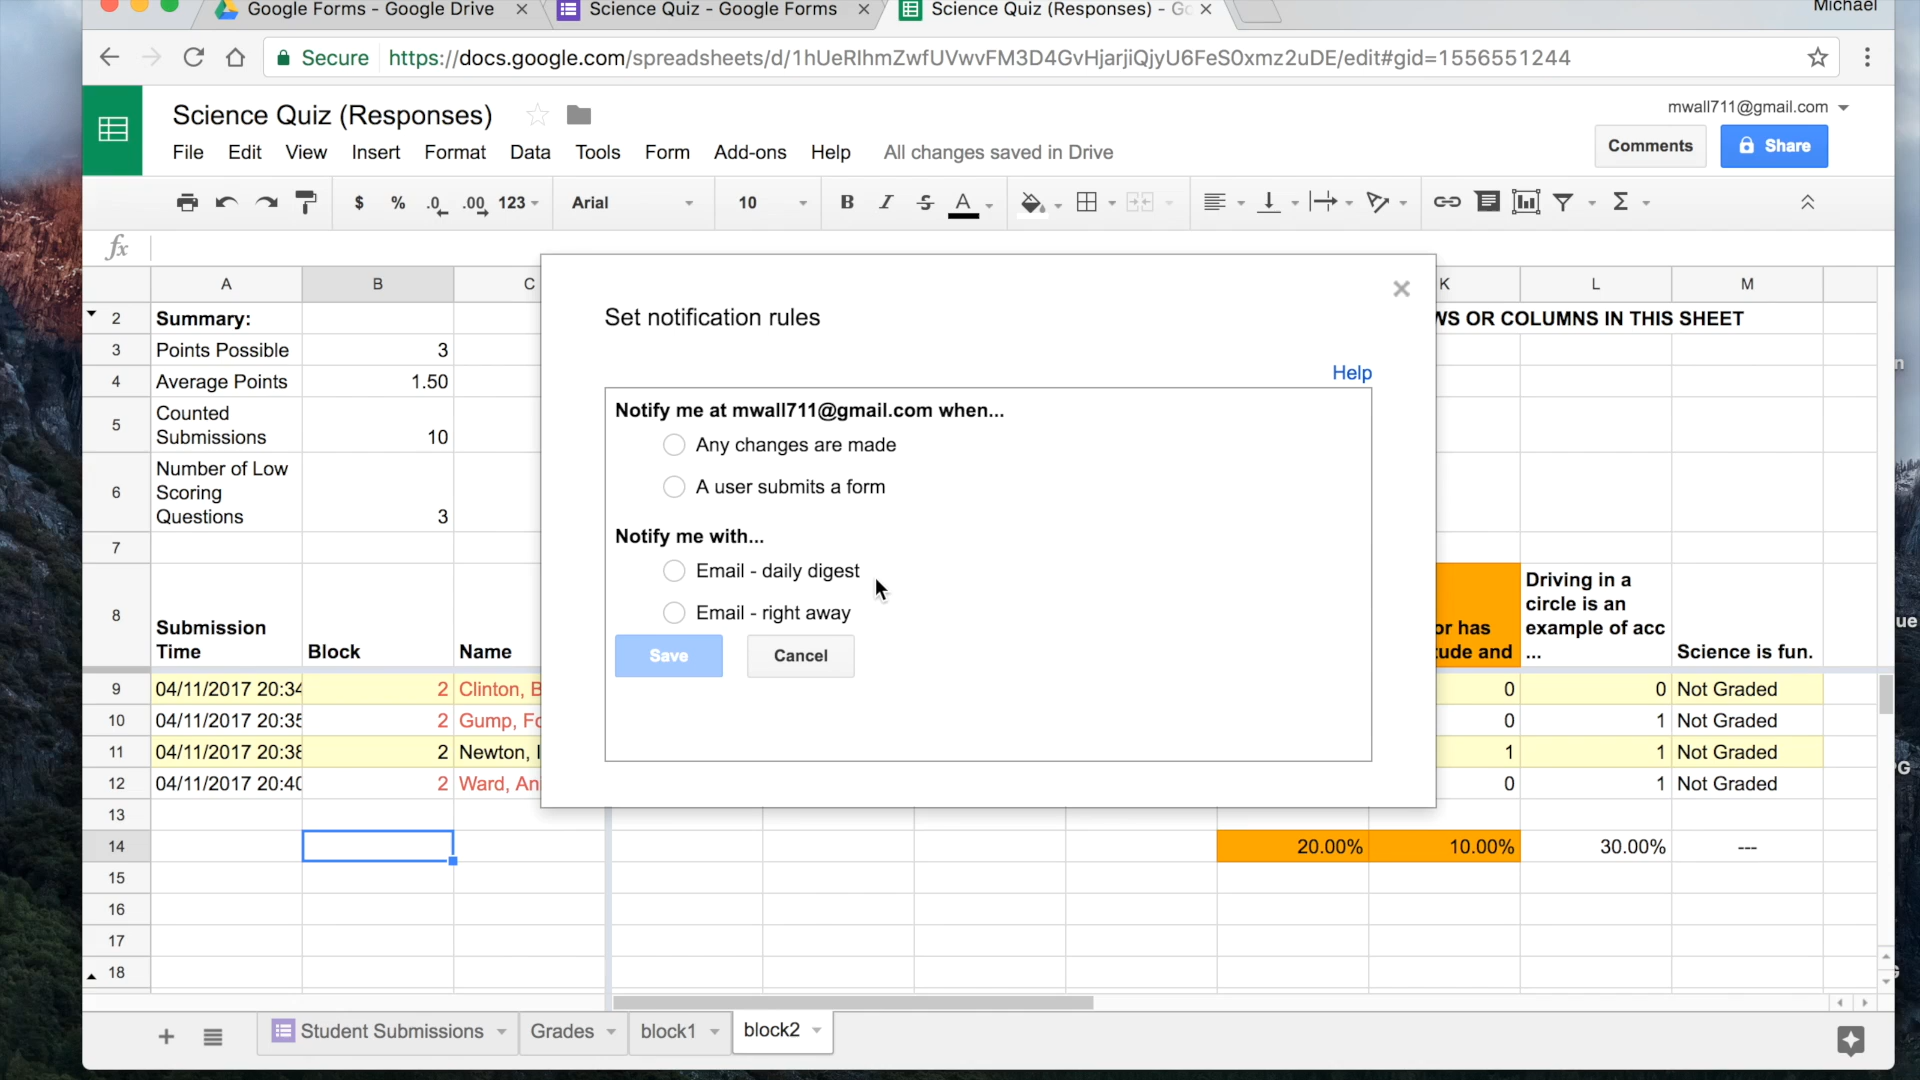 Google Forms - Google Drive
Science Quiz - Google Forms
Science Quiz (Responses) - Go
Michael
Secure
https://docs.google.com/spreadsheets/d/1hUeRIhmZwfUVwvFM3D4GvHjarjiQjyU6FeS0xmz2uDE/edit#gid=1556551244
Science Quiz (Responses)
mwall711@gmail.com
File Edit View Insert Format Data Tools Form Add-ons Help All changes saved in Drive
Comments
Share
$ % .0 .00 123 Arial 10 B I S A Σ
fx
A B C K L M
2 Summary: WS OR COLUMNS IN THIS SHEET
3 Points Possible 3
4 Average Points 1.50
5 Counted
Submissions 10
6 Number of Low
Scoring
Questions 3
7
8 Submission
Time Block Name
or has
tude and
Driving in a
circle is an
example of acc
...
Science is fun.
9 04/11/2017 20:34 2 Clinton, B 0 0 Not Graded
10 04/11/2017 20:35 2 Gump, Fo 0 1 Not Graded
11 04/11/2017 20:38 2 Newton, I 1 1 Not Graded
12 04/11/2017 20:40 2 Ward, An 0 1 Not Graded
13
14 20.00% 10.00% 30.00% ---
15
16
17
18
Set notification rules
Help
Notify me at mwall711@gmail.com when...
Any changes are made
A user submits a form
Notify me with...
Email - daily digest
Email - right away
Save
Cancel
Student Submissions Grades block1 block2